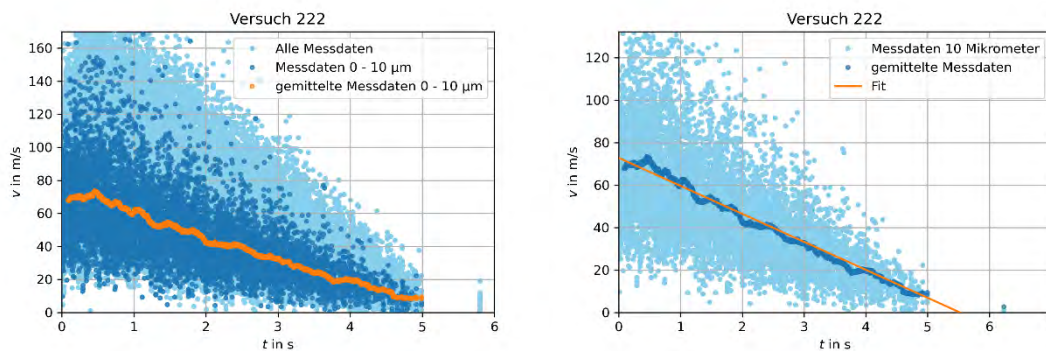 Versuch 222
160
140
120
100
80
60
40
20
0
v in m/s
Alle Messdaten
Messdaten 0 - 10 µm
gemittelte Messdaten 0 - 10 µm
0 1 2 3 4 5 6
t in s
Versuch 222
120
100
80
60
40
20
0
v in m/s
Messdaten 10 Mikrometer
gemittelte Messdaten
Fit
0 1 2 3 4 5 6
t in s